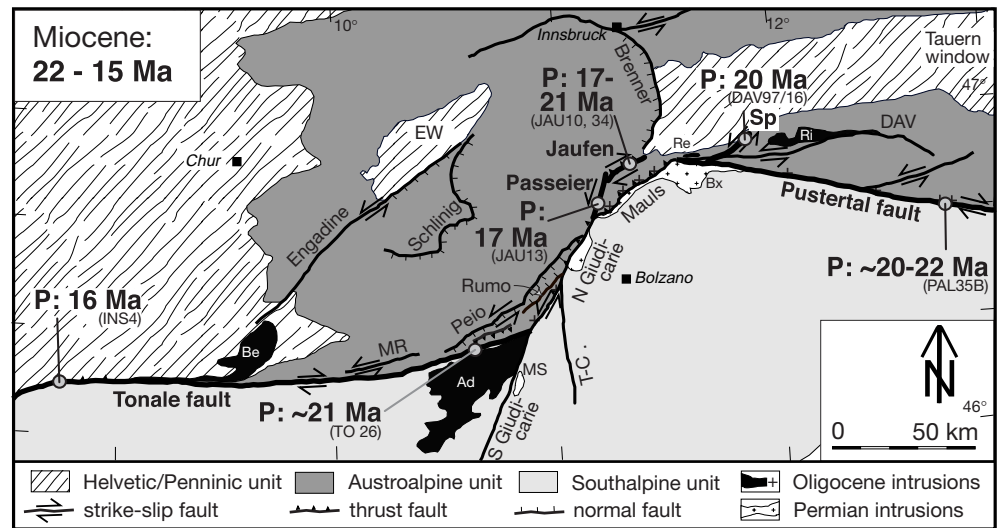 Miocene:
22 - 15 Ma
10°
12°
Innsbruck
Brenner
Tauern
window
47°
P: 17-
21 Ma
(JAU10, 34)
P: 20 Ma
(DAV97/16)
Sp
Ri
DAV
EW
Chur
Jaufen
Re
Passeier
Mauls
Bx
Pustertal fault
Engadine
Schlinig
P:
17 Ma
(JAU13)
N Giudi-
carie
Bolzano
P: ~20-22 Ma
(PAL35B)
Rumo
Peio
P: 16 Ma
(INS4)
Be
MR
Ad
MS
T-C.
Tonale fault
P: ~21 Ma
(TO 26)
S Giudi-
carie
N
46°
0 50 km
Helvetic/Penninic unit Austroalpine unit Southalpine unit Oligocene intrusions
strike-slip fault thrust fault normal fault Permian intrusions